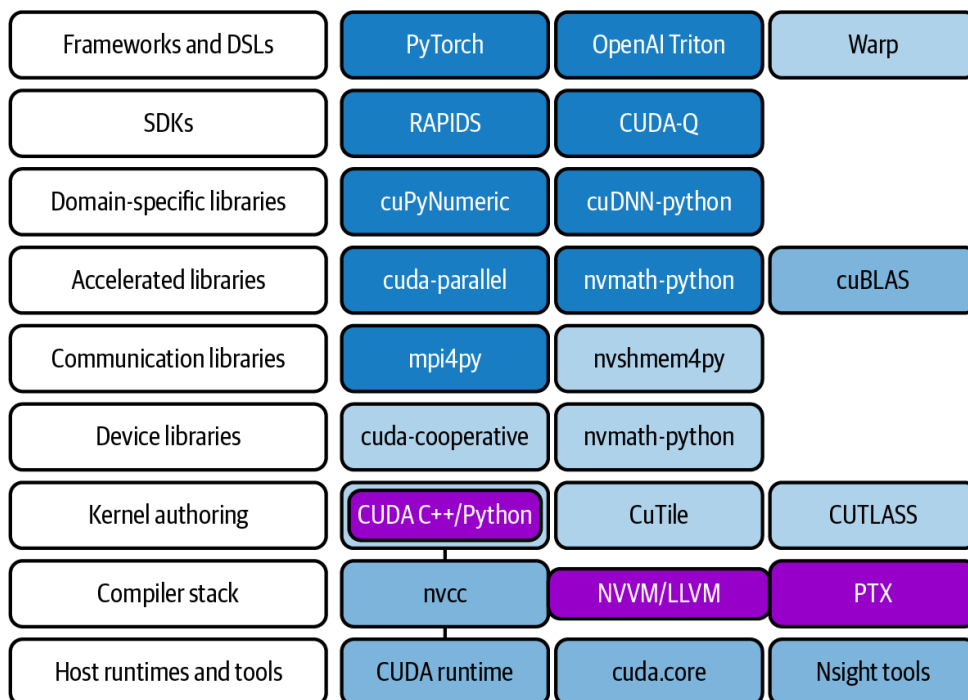 Frameworks and DSLs PyTorch OpenAI Triton Warp
SDKs RAPIDS CUDA-Q
Domain-specific libraries cuPyNumeric cuDNN-python
Accelerated libraries cuda-parallel nvmath-python cuBLAS
Communication libraries mpi4py nvshmem4py
Device libraries cuda-cooperative nvmath-python
Kernel authoring CUDA C++/Python CuTile CUTLASS
Compiler stack nvcc NVVM/LLVM PTX
Host runtimes and tools CUDA runtime cuda.core Nsight tools